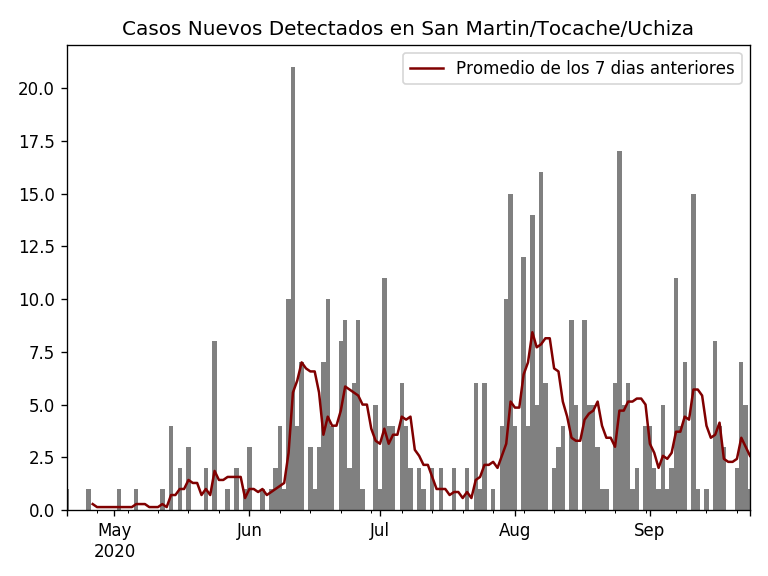 Casos Nuevos Detectados en San Martin/Tocache/Uchiza
Promedio de los 7 dias anteriores
20.0
17.5
15.0
12.5
10.0
7.5
5.0
2.5
0.0
May
2020
Jun
Jul
Aug
Sep